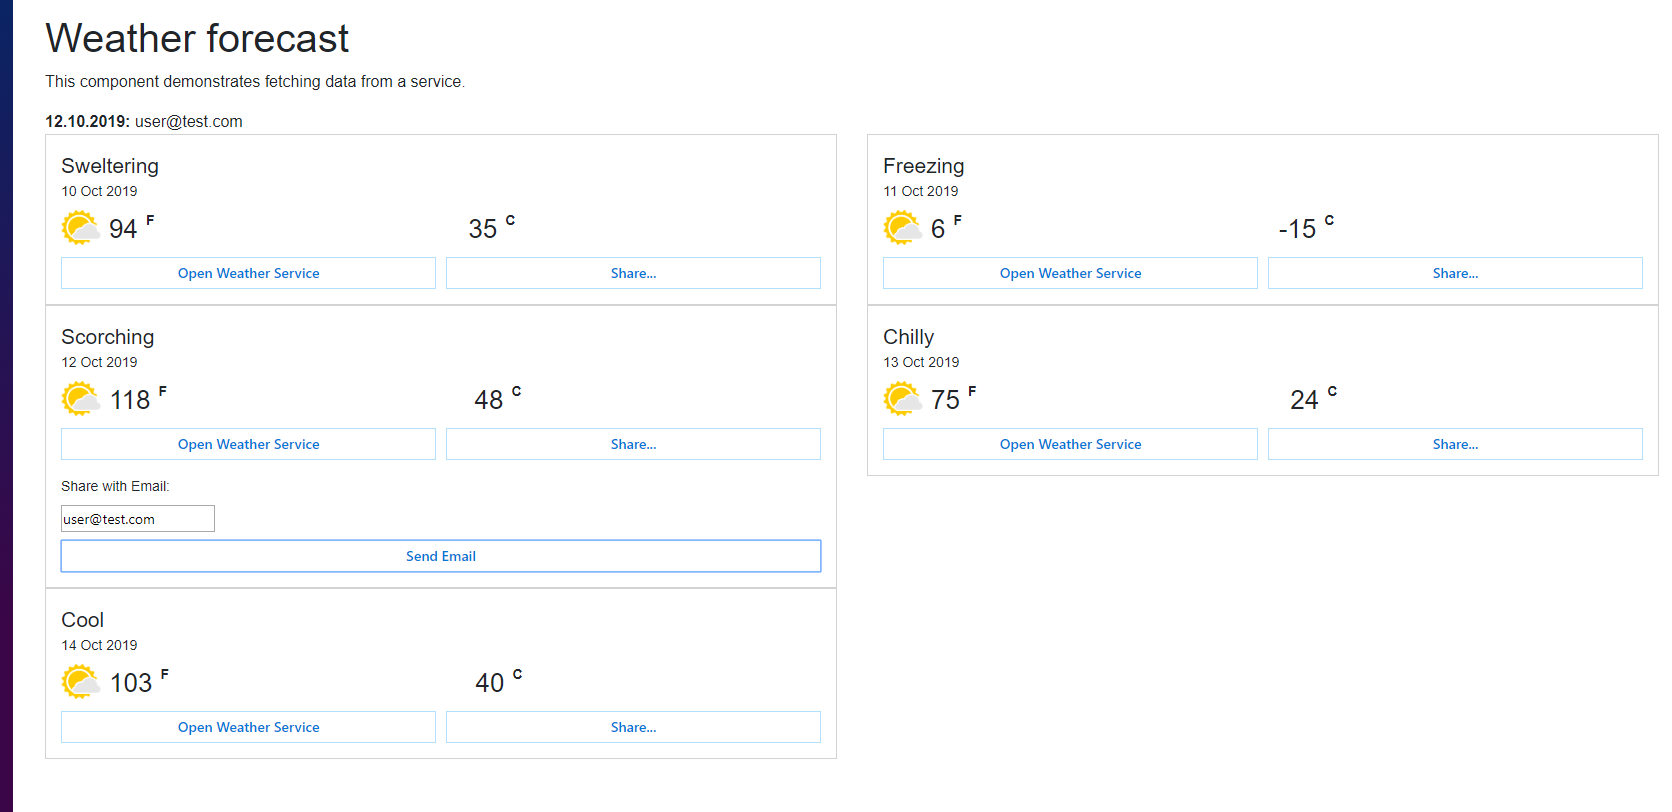 Weather forecast
This component demonstrates fetching data from a service.
12.10.2019: user@test.com
Sweltering
10 Oct 2019
94 F 35 C
Open Weather Service Share...
Freezing
11 Oct 2019
6 F -15 C
Open Weather Service Share...
Scorching
12 Oct 2019
118 F 48 C
Open Weather Service Share...
Share with Email:
user@test.com
Send Email
Chilly
13 Oct 2019
75 F 24 C
Open Weather Service Share...
Cool
14 Oct 2019
103 F 40 C
Open Weather Service Share...